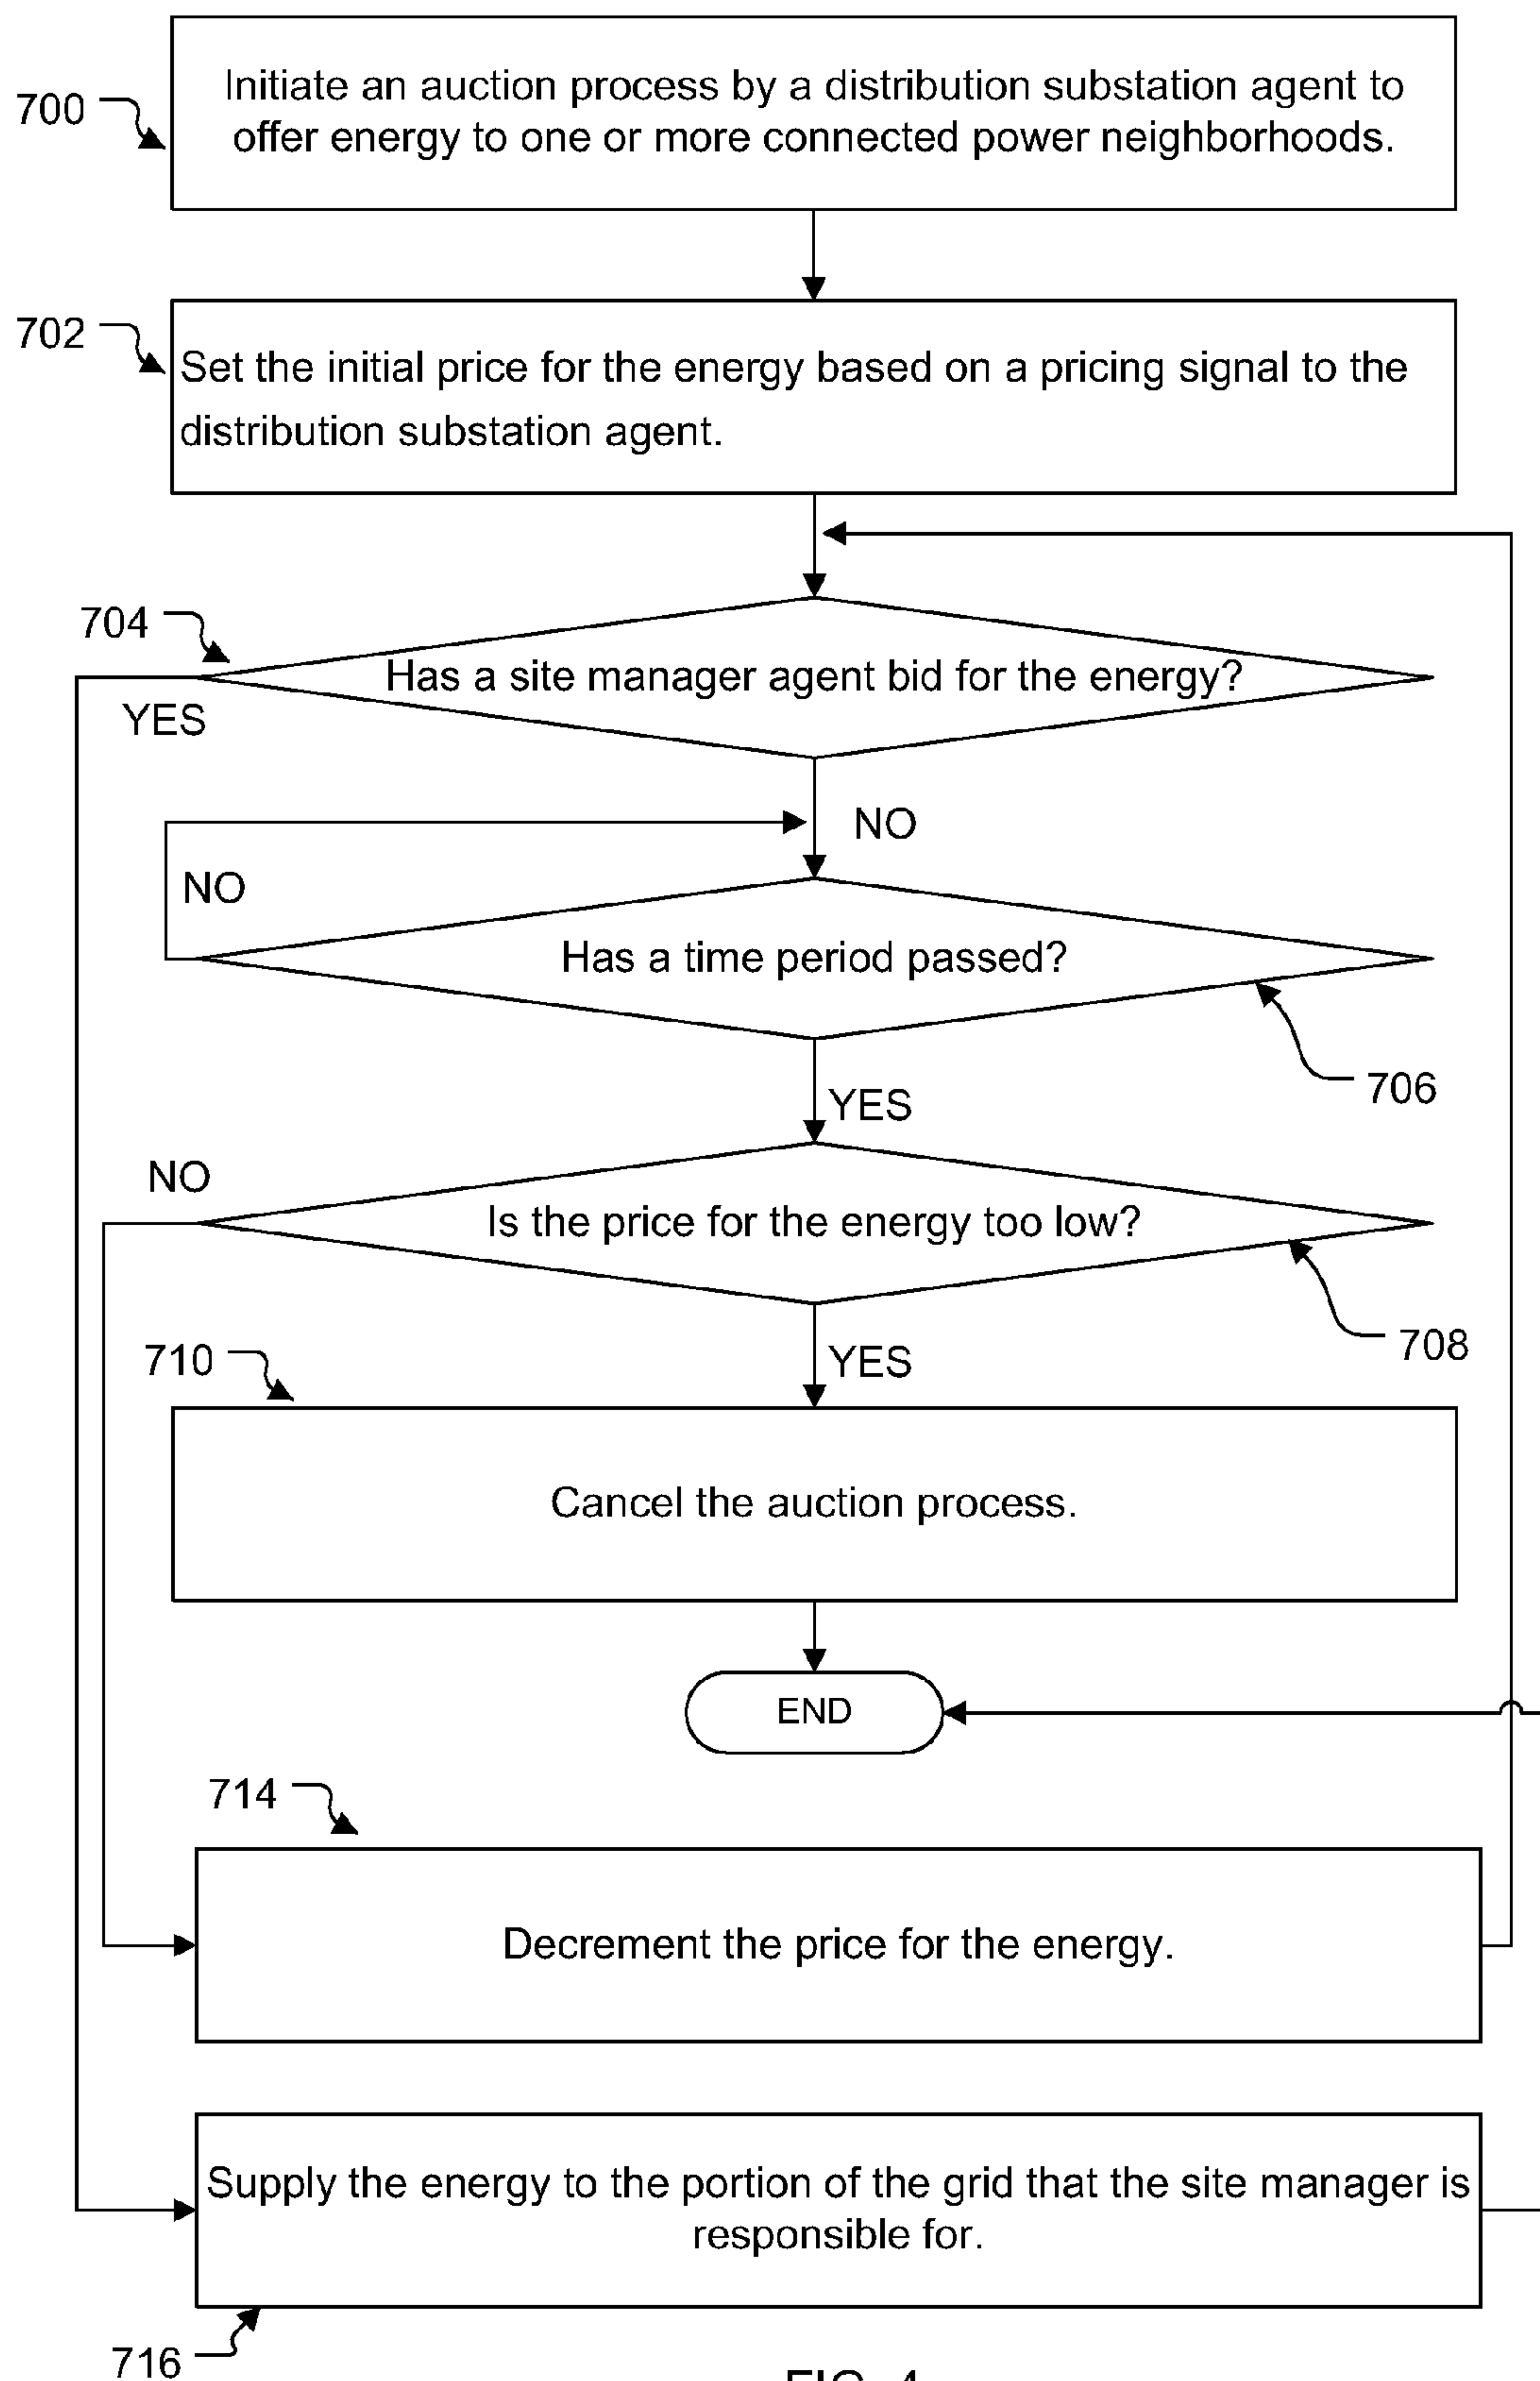 700
Initiate an auction process by a distribution substation agent to
offer energy to one or more connected power neighborhoods.
702
Set the initial price for the energy based on a pricing signal to the
distribution substation agent.
704
Has a site manager agent bid for the energy?
YES
NO
NO
Has a time period passed?
706
YES
NO
Is the price for the energy too low?
708
710
YES
Cancel the auction process.
END
714
Decrement the price for the energy.
Supply the energy to the portion of the grid that the site manager is
responsible for.
716